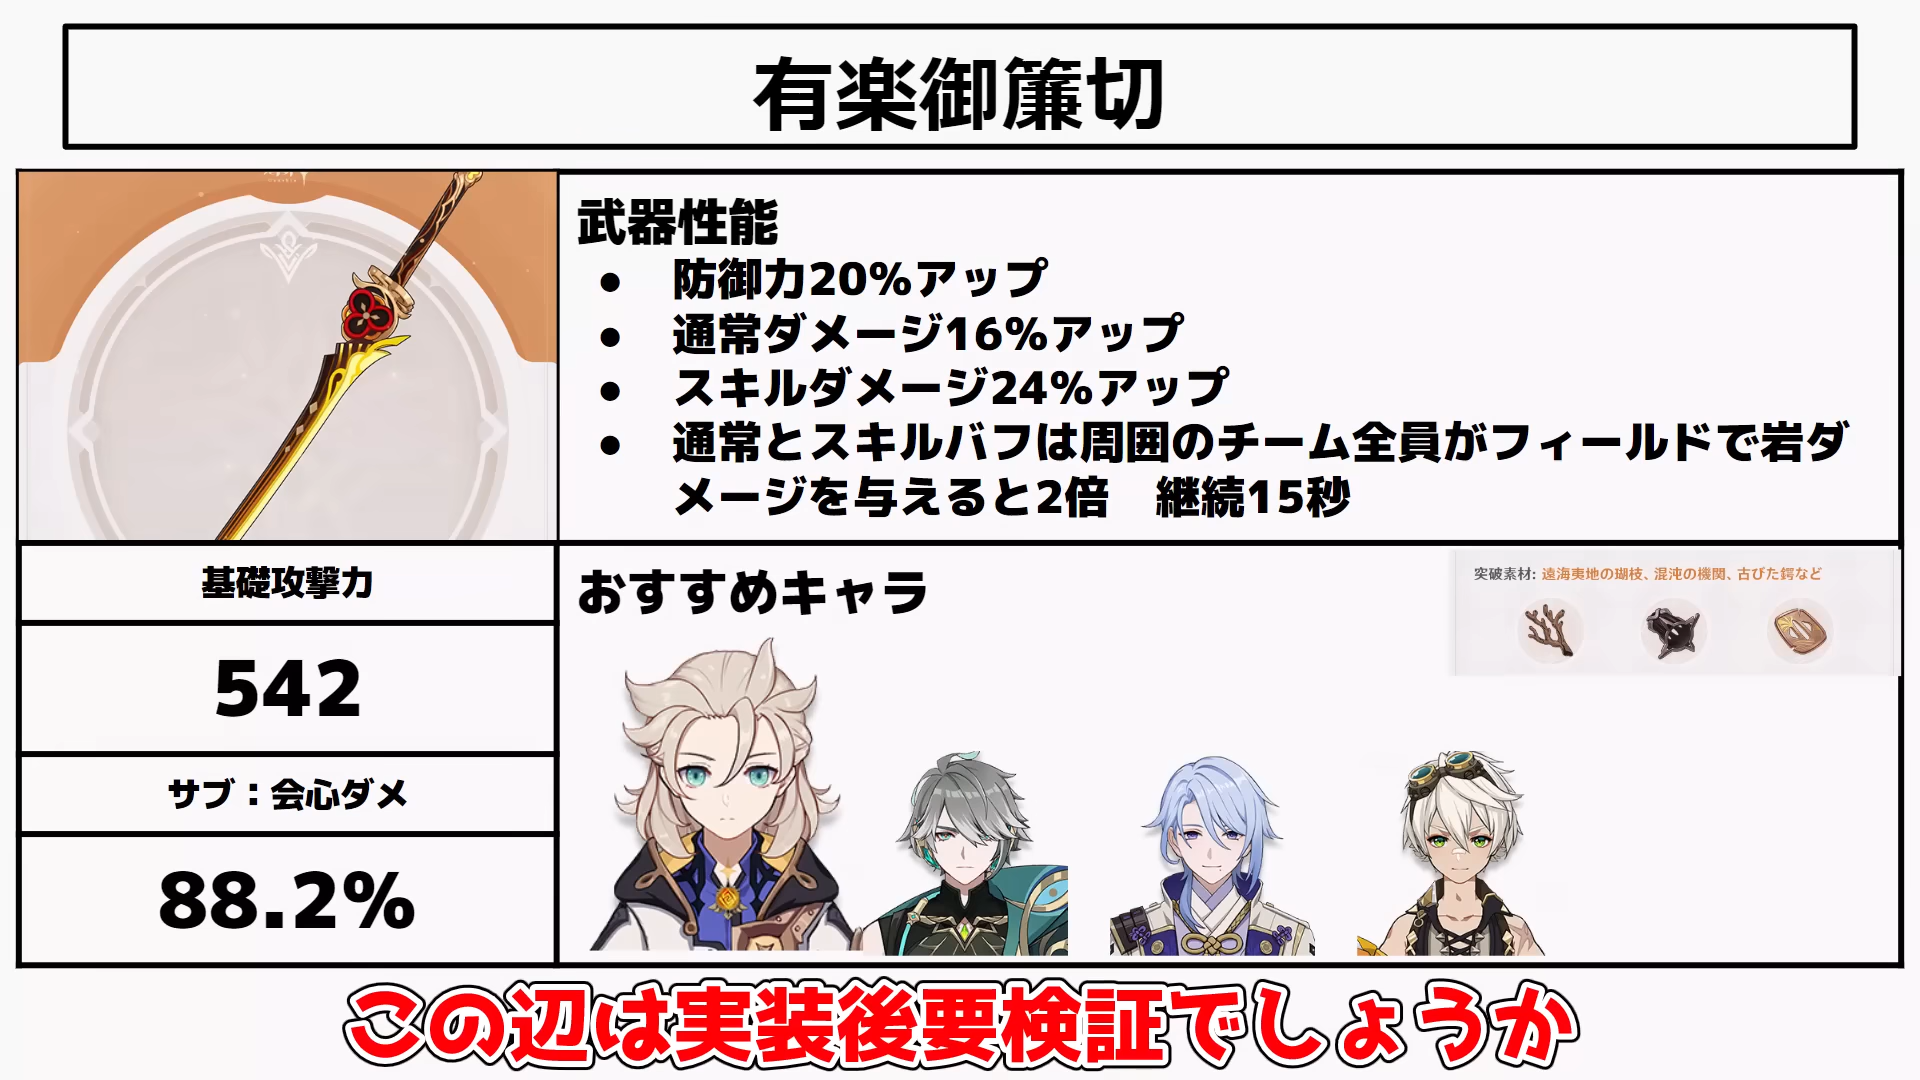 有楽御簾切
武器性能
● 防御力20%アップ
● 通常ダメージ16%アップ
● スキルダメージ24%アップ
● 通常とスキルバフは周囲のチーム全員がフィールドで岩ダ
メージを与えると2倍　継続15秒
基礎攻撃力
542
サブ：会心ダメ
88.2%
おすすめキャラ
突破素材: 遠海夷地の瑚枝、混沌の機関、古びた鍔など
この辺は実装後要検証でしょうか